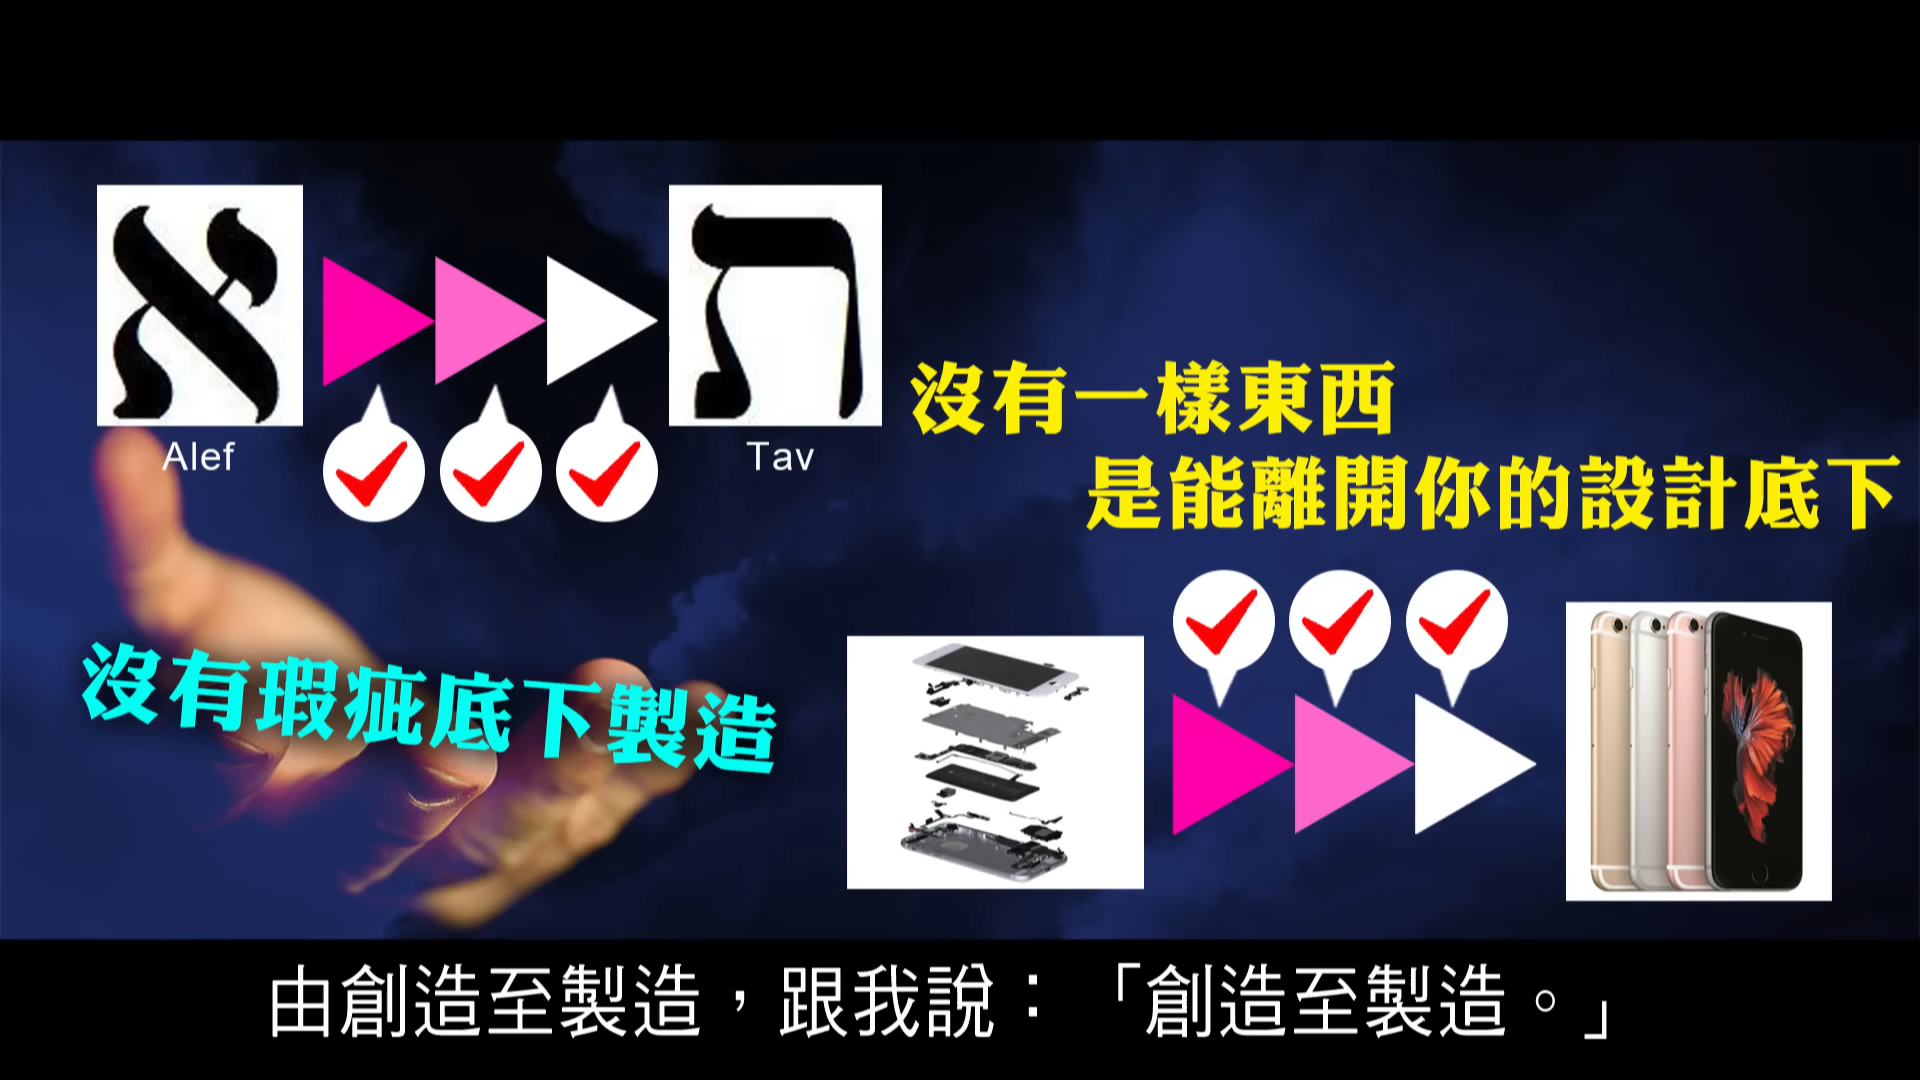 א
ת
Alef
Tav
沒有一樣東西
是能離開你的設計底下
沒有瑕疵底下製造
由創造至製造，跟我說：「創造至製造。」